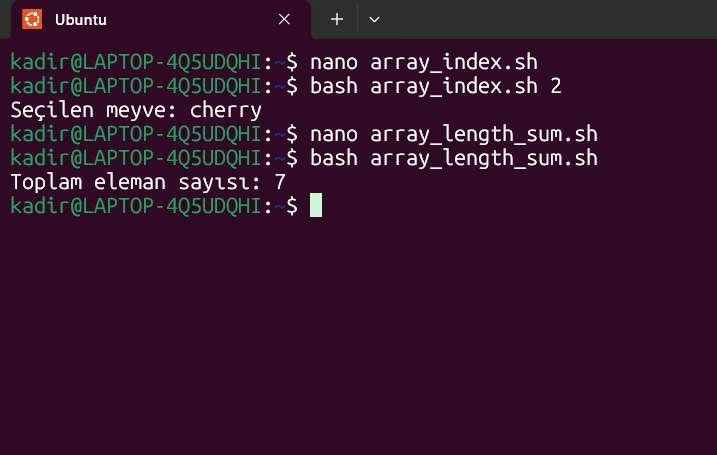 Ubuntu
kadir@LAPTOP-4Q5UDQHI:~$ nano array_index.sh
kadir@LAPTOP-4Q5UDQHI:~$ bash array_index.sh 2
Seçilen meyve: cherry
kadir@LAPTOP-4Q5UDQHI:~$ nano array_length_sum.sh
kadir@LAPTOP-4Q5UDQHI:~$ bash array_length_sum.sh
Toplam eleman sayısı: 7
kadir@LAPTOP-4Q5UDQHI:~$